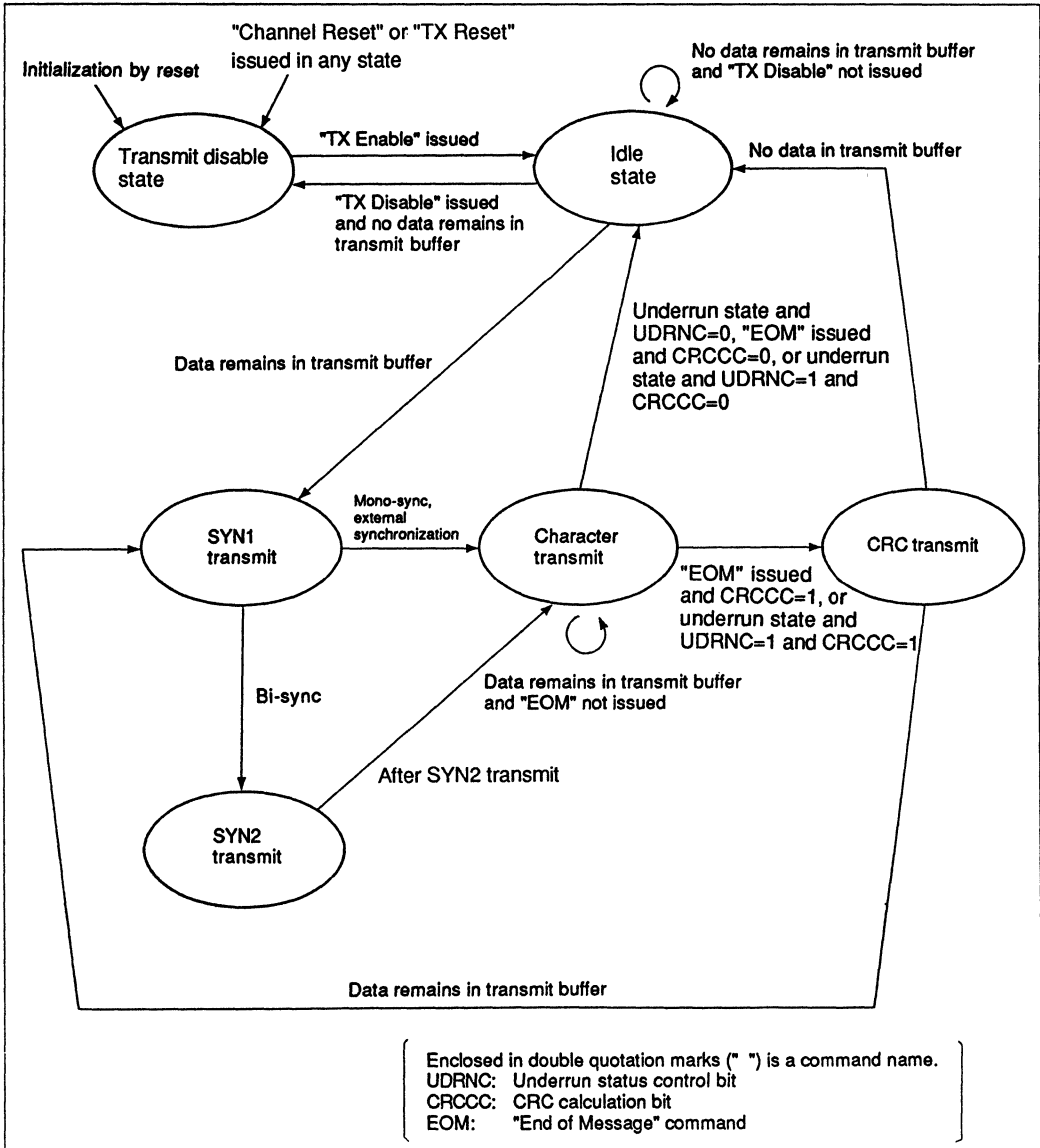 "Channel Reset" or "TX Reset"
issued in any state
Initialization by reset
No data remains in transmit buffer
and "TX Disable" not issued
Transmit disable
state
"TX Enable" issued
Idle
state
No data in transmit buffer
"TX Disable" issued
and no data remains in
transmit buffer
Underrun state and
UDRNC=0, "EOM" issued
and CRCCC=0, or underrun
state and UDRNC=1 and
CRCCC=0
Data remains in transmit buffer
SYN1
transmit
Mono-sync,
external
synchronization
Character
transmit
CRC transmit
"EOM" issued
and CRCCC=1, or
underrun state and
UDRNC=1 and CRCCC=1
Data remains in transmit buffer
and "EOM" not issued
Bi-sync
After SYN2 transmit
SYN2
transmit
Data remains in transmit buffer
Enclosed in double quotation marks (" ") is a command name.
UDRNC: Underrun status control bit
CRCCC: CRC calculation bit
EOM: "End of Message" command